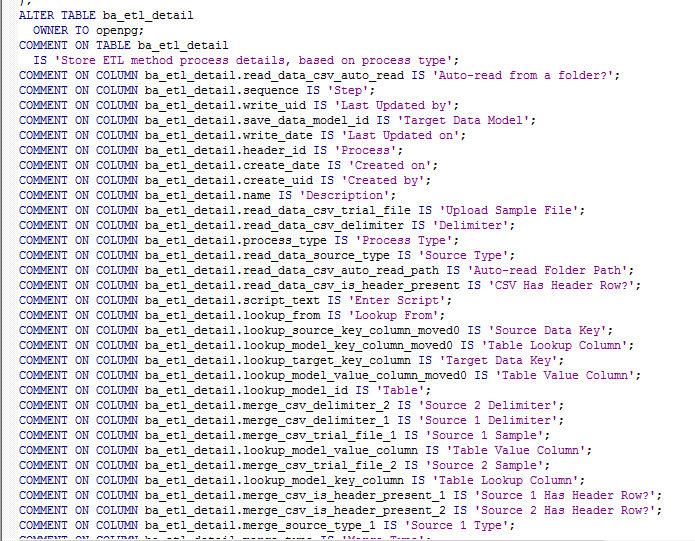 );
ALTER TABLE ba_etl_detail
OWNER TO openpg;
COMMENT ON TABLE ba_etl_detail
IS 'Store ETL method process details, based on process type';
COMMENT ON COLUMN ba_etl_detail.read_data_csv_auto_read IS 'Auto-read from a folder?';
COMMENT ON COLUMN ba_etl_detail.sequence IS 'Step';
COMMENT ON COLUMN ba_etl_detail.write_uid IS 'Last Updated by';
COMMENT ON COLUMN ba_etl_detail.save_data_model_id IS 'Target Data Model';
COMMENT ON COLUMN ba_etl_detail.write_date IS 'Last Updated on';
COMMENT ON COLUMN ba_etl_detail.header_id IS 'Process';
COMMENT ON COLUMN ba_etl_detail.create_date IS 'Created on';
COMMENT ON COLUMN ba_etl_detail.create_uid IS 'Created by';
COMMENT ON COLUMN ba_etl_detail.name IS 'Description';
COMMENT ON COLUMN ba_etl_detail.read_data_csv_trial_file IS 'Upload Sample File';
COMMENT ON COLUMN ba_etl_detail.read_data_csv_delimiter IS 'Delimiter';
COMMENT ON COLUMN ba_etl_detail.process_type IS 'Process Type';
COMMENT ON COLUMN ba_etl_detail.read_data_source_type IS 'Source Type';
COMMENT ON COLUMN ba_etl_detail.read_data_csv_auto_read_path IS 'Auto-read Folder Path';
COMMENT ON COLUMN ba_etl_detail.read_data_csv_is_header_present IS 'CSV Has Header Row?';
COMMENT ON COLUMN ba_etl_detail.script_text IS 'Enter Script';
COMMENT ON COLUMN ba_etl_detail.lookup_from IS 'Lookup From';
COMMENT ON COLUMN ba_etl_detail.lookup_source_key_column_moved0 IS 'Source Data Key';
COMMENT ON COLUMN ba_etl_detail.lookup_model_key_column_moved0 IS 'Table Lookup Column';
COMMENT ON COLUMN ba_etl_detail.lookup_target_key_column IS 'Target Data Key';
COMMENT ON COLUMN ba_etl_detail.lookup_model_value_column_moved0 IS 'Table Value Column';
COMMENT ON COLUMN ba_etl_detail.lookup_model_id IS 'Table';
COMMENT ON COLUMN ba_etl_detail.merge_csv_delimiter_2 IS 'Source 2 Delimiter';
COMMENT ON COLUMN ba_etl_detail.merge_csv_delimiter_1 IS 'Source 1 Delimiter';
COMMENT ON COLUMN ba_etl_detail.merge_csv_trial_file_1 IS 'Source 1 Sample';
COMMENT ON COLUMN ba_etl_detail.lookup_model_value_column IS 'Table Value Column';
COMMENT ON COLUMN ba_etl_detail.merge_csv_trial_file_2 IS 'Source 2 Sample';
COMMENT ON COLUMN ba_etl_detail.lookup_model_key_column IS 'Table Lookup Column';
COMMENT ON COLUMN ba_etl_detail.merge_csv_is_header_present_1 IS 'Source 1 Has Header Row?';
COMMENT ON COLUMN ba_etl_detail.merge_csv_is_header_present_2 IS 'Source 2 Has Header Row?';
COMMENT ON COLUMN ba_etl_detail.merge_source_type_1 IS 'Source 1 Type';